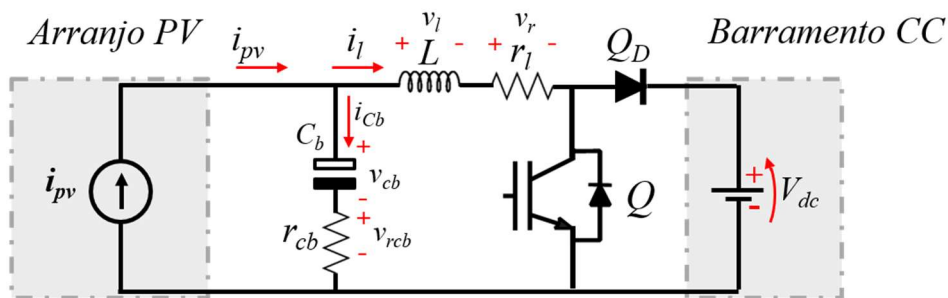 Arranjo PV
i_pv
i_l
+ v_l -
L
+ v_r -
r_l
Q_D
Barramento CC
i_Cb
C_b
+
v_cb
-
i_pv
r_cb
+
v_rcb
-
Q
+
-
V_dc